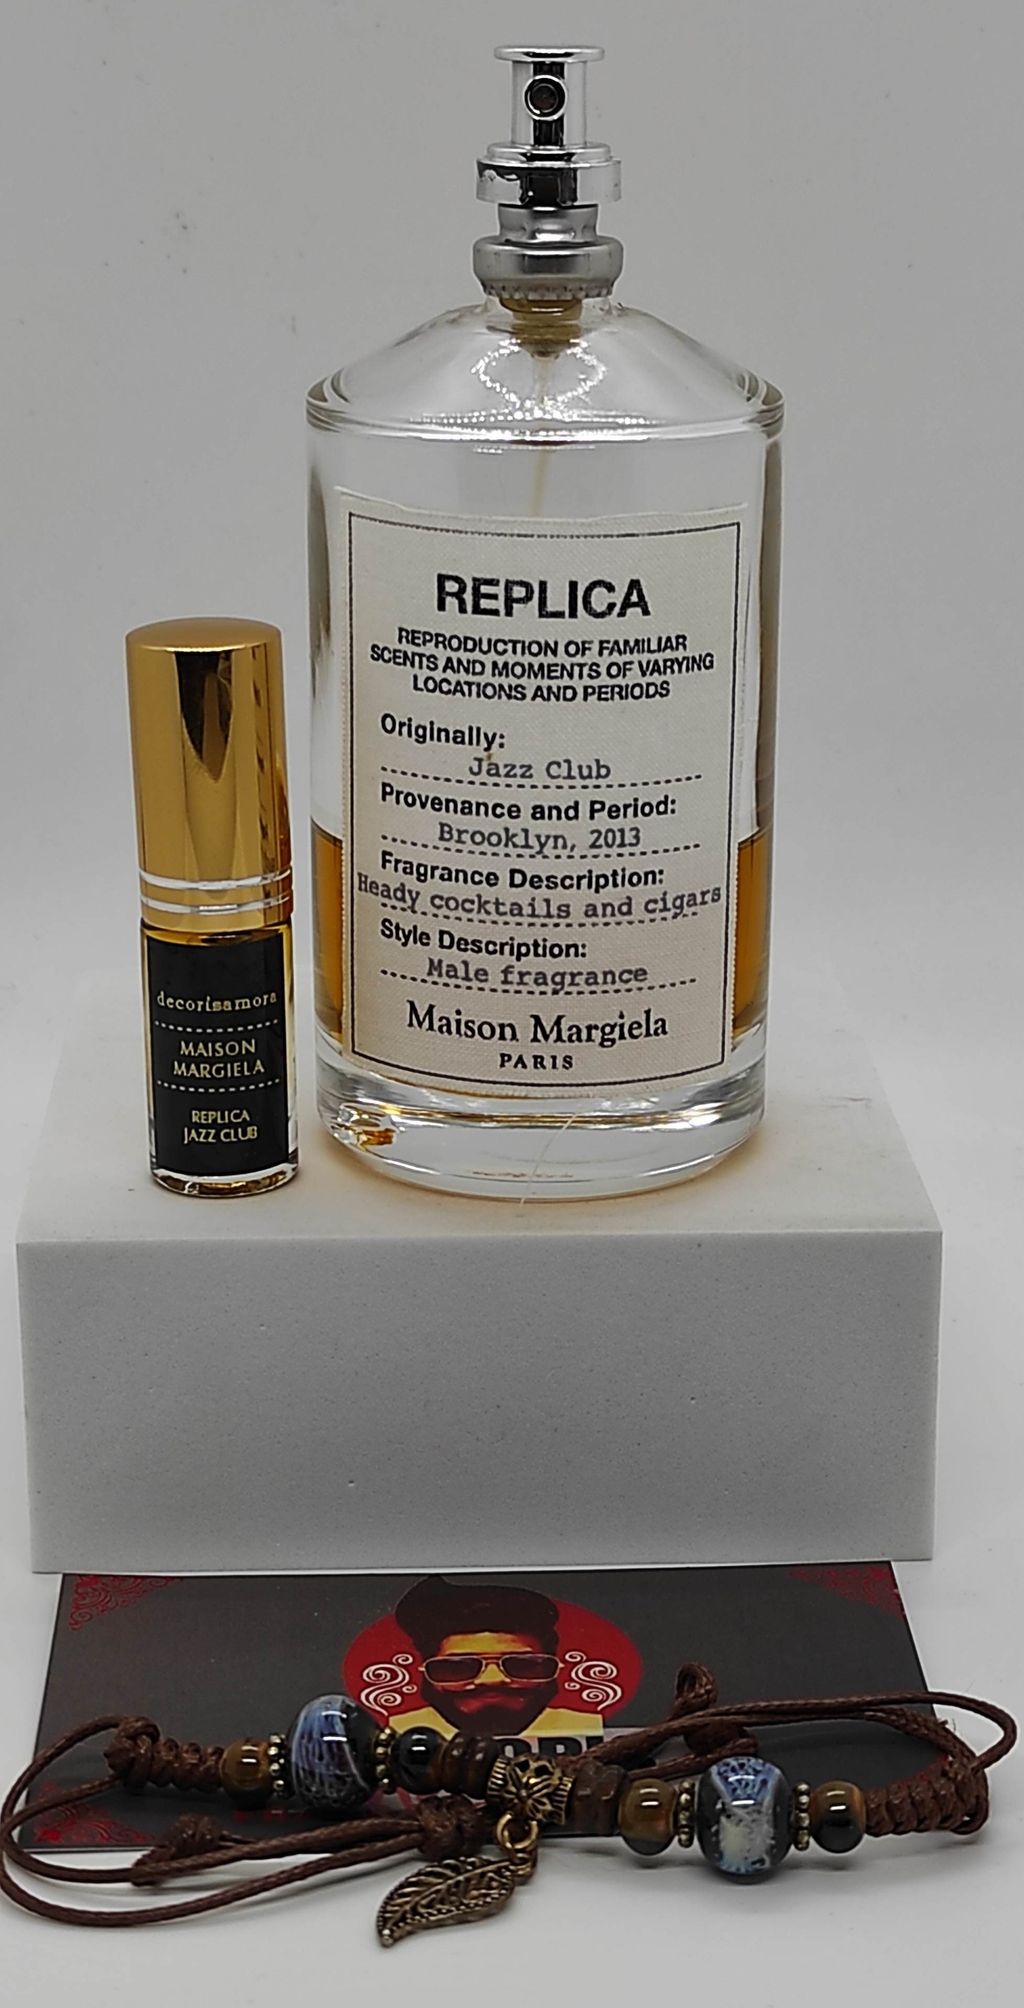 REPLICA
REPRODUCTION OF FAMILIAR
SCENTS AND MOMENTS OF VARYING
LOCATIONS AND PERIODS
Originally:
Jazz Club
Provenance and Period:
Brooklyn, 2013
Fragrance Description:
Heady cocktails and cigars
Style Description:
Male fragrance
Maison Margiela
PARIS
decorisamora
MAISON
MARGIELA
REPLICA
JAZZ CLUB